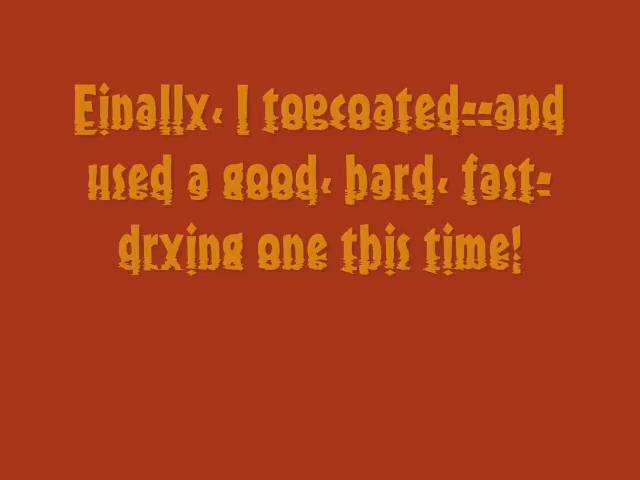 Finally, I topcoated--and
used a good, hard, fast-
drying one this time!